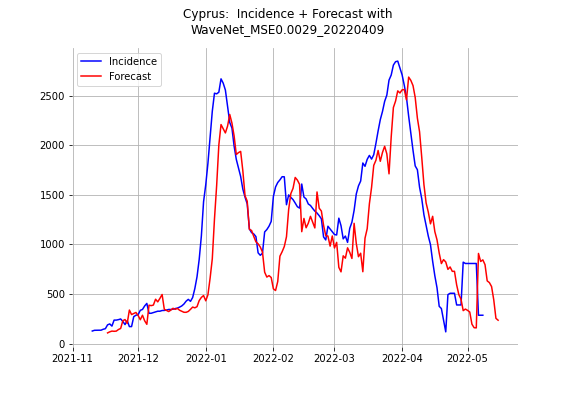 Cyprus:  Incidence + Forecast with
WaveNet_MSE0.0029_20220409
Incidence
Forecast
2500
2000
1500
1000
500
0
2021-11 2021-12 2022-01 2022-02 2022-03 2022-04 2022-05